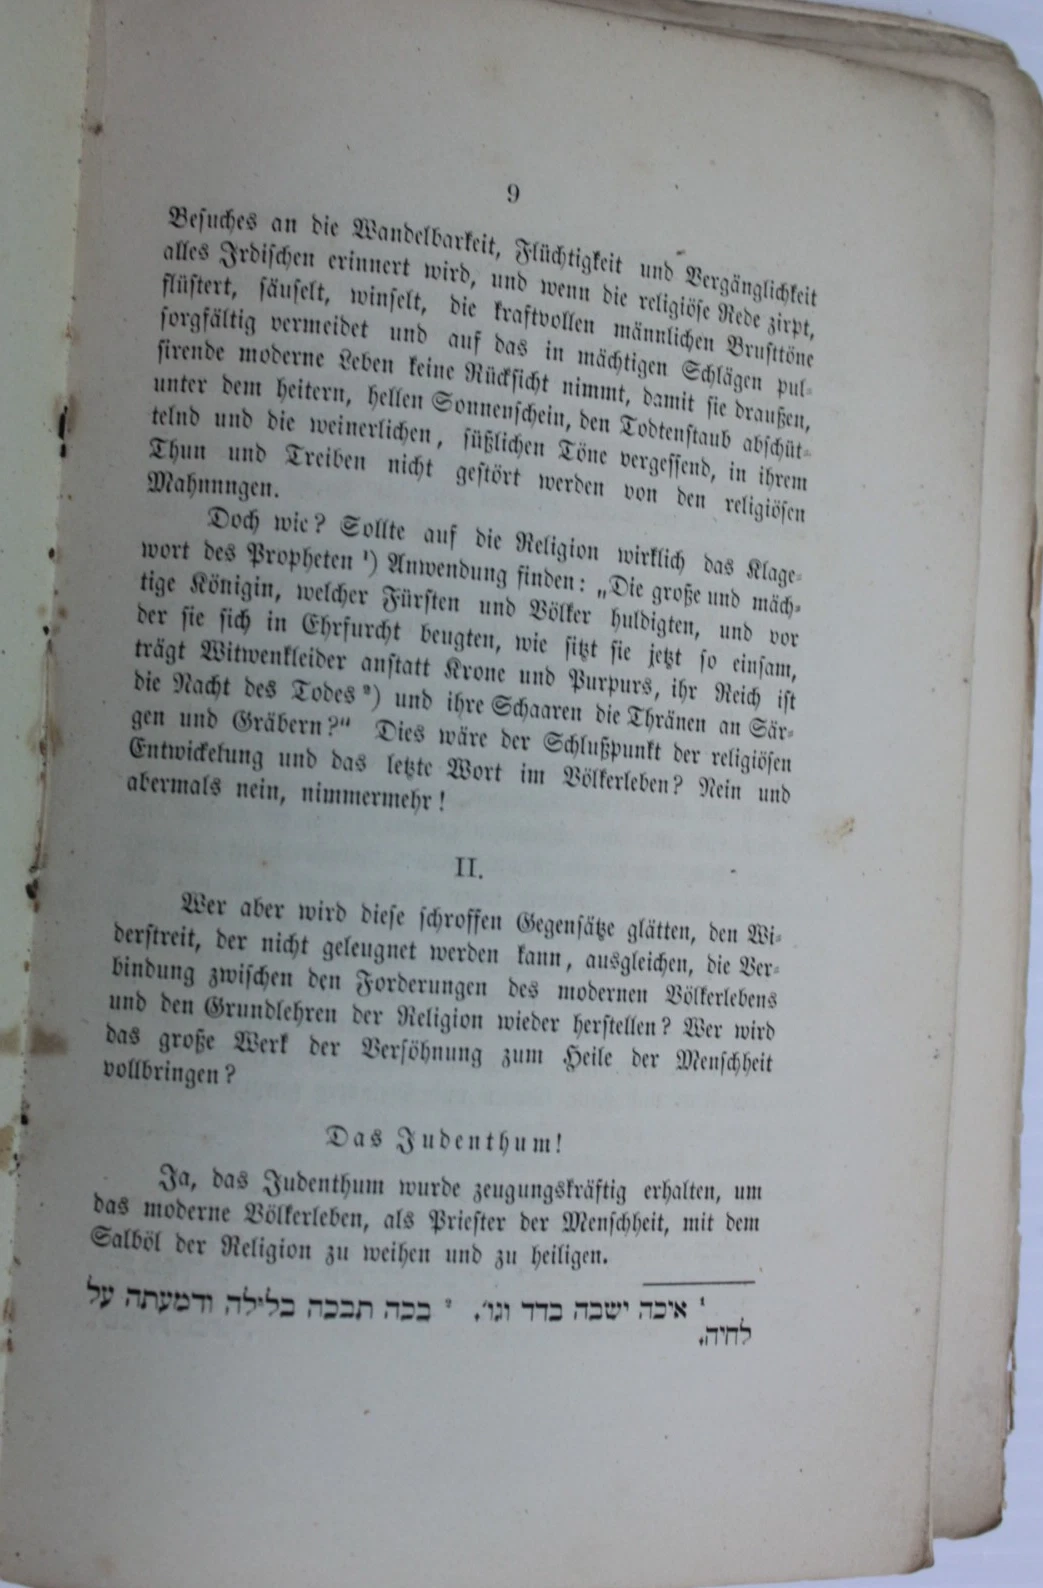 9
Besuches an die Wandelbarkeit, Flüchtigkeit und Vergänglichkeit
alles Irdischen erinnert wird, und wenn die religiöse Rede zirpt,
flüstert, säuselt, winselt, die kraftvollen männlichen Brusttöne
sorgfältig vermeidet und auf das in mächtigen Schlägen pul-
sirende moderne Leben keine Rücksicht nimmt, damit sie draußen,
unter dem heitern, hellen Sonnenschein, den Todtenstaub abschüt-
telnd und die weinerlichen, süßlichen Töne vergessend, in ihrem
Thun und Treiben nicht gestört werden von den religiösen
Mahnungen.
Doch wie? Sollte auf die Religion wirklich das Klage-
wort des Propheten ¹) Anwendung finden: „Die große und mäch-
tige Königin, welcher Fürsten und Völker huldigten, und vor
der sie sich in Ehrfurcht beugten, wie sitzt sie jetzt so einsam,
trägt Witwenkleider anstatt Krone und Purpurs, ihr Reich ist
die Nacht des Todes ²) und ihre Schaaren die Thränen an Sär-
gen und Gräbern?“ Dies wäre der Schlußpunkt der religiösen
Entwickelung und das letzte Wort im Völkerleben? Nein und
abermals nein, nimmermehr!
II.
Wer aber wird diese schroffen Gegensätze glätten, den Wi-
derstreit, der nicht geleugnet werden kann, ausgleichen, die Ver-
bindung zwischen den Forderungen des modernen Völkerlebens
und den Grundlehren der Religion wieder herstellen? Wer wird
das große Werk der Versöhnung zum Heile der Menschheit
vollbringen?
Das Judenthum!
Ja, das Judenthum wurde zeugungskräftig erhalten, um
das moderne Völkerleben, als Priester der Menschheit, mit dem
Salböl der Religion zu weihen und zu heiligen.
¹ איכה ישבה בדד וגו׳. ² בכה תבכה בלילה ודמעתה על
לחיה.